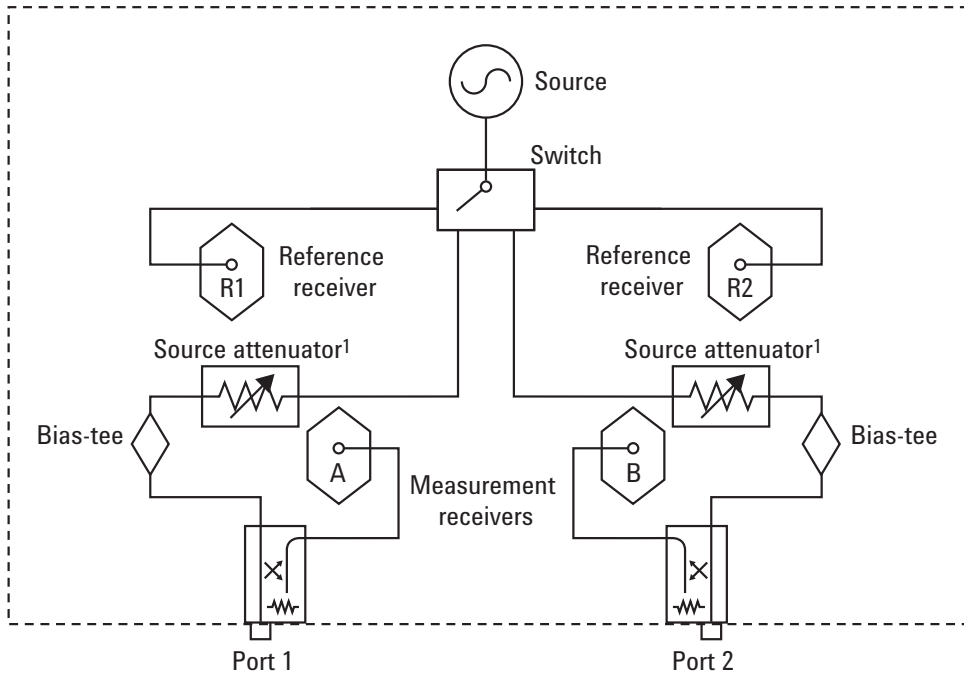 Source
Switch
Reference
receiver
R1
Reference
receiver
R2
Source attenuator¹
Source attenuator¹
Bias-tee
A
Measurement
receivers
B
Bias-tee
Port 1
Port 2